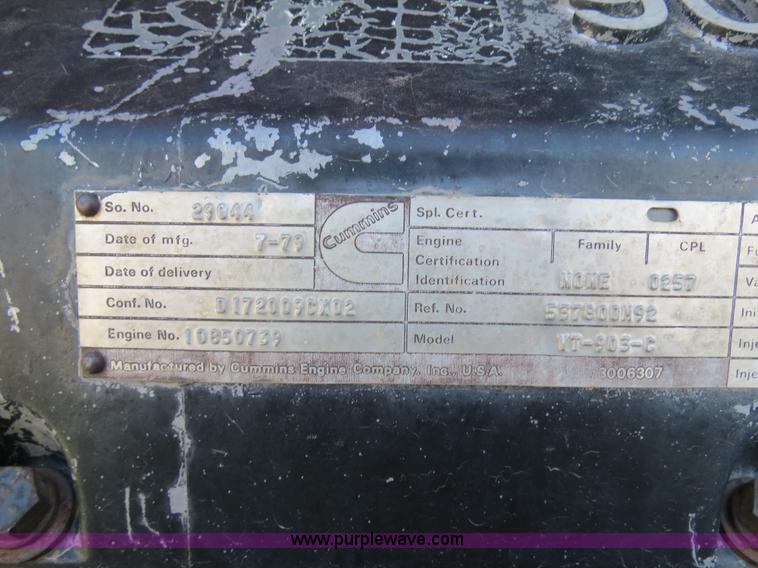 903
So. No. 29044
Date of mfg. 7-79
Date of delivery
Conf. No. D172009CX02
Engine No. 10850739
Cummins
Spl. Cert.
Engine Certification Identification
Family CPL
NONE 0257
Ref. No.
Model VT-903-C
Manufactured by Cummins Engine Company, Inc., U.S.A. 3006307
www.purplewave.com